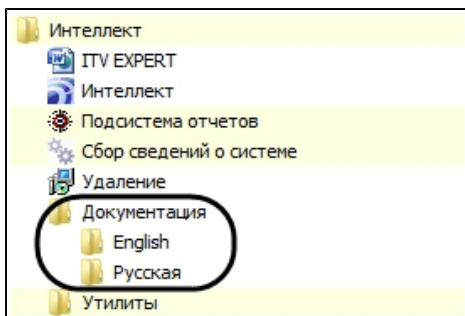 Интеллект
ITV EXPERT
Интеллект
Подсистема отчетов
Сбор сведений о системе
Удаление
Документация
English
Русская
Утилиты